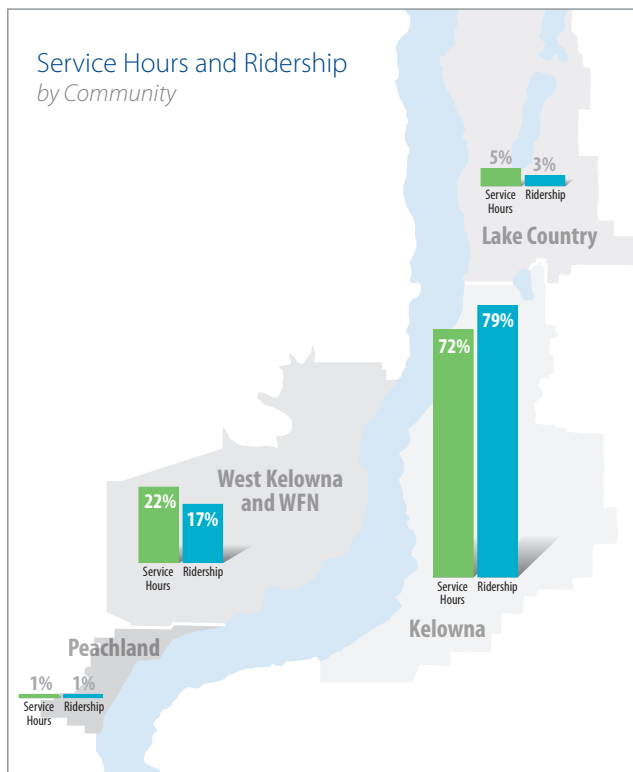 Service Hours and Ridership
by Community
5% 3%
Service
Hours
Ridership
Lake Country
72% 79%
Service
Hours
Ridership
Kelowna
West Kelowna
and WFN
22% 17%
Service
Hours
Ridership
Peachland
1% 1%
Service
Hours
Ridership